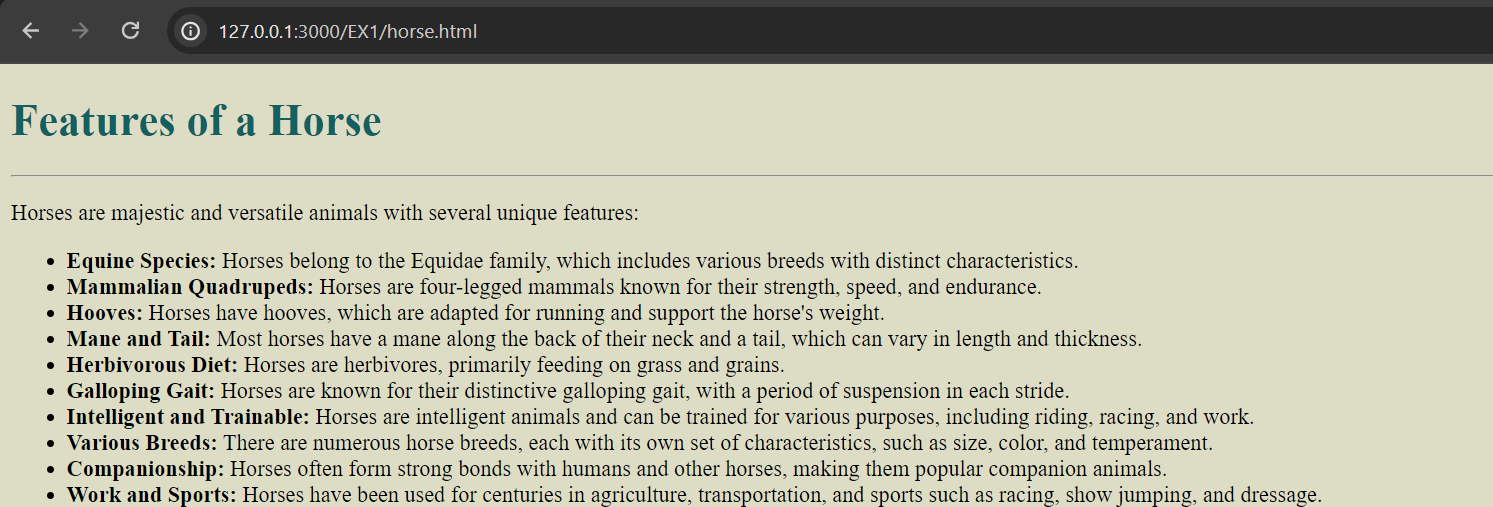 127.0.0.1:3000/EX1/horse.html
Features of a Horse
Horses are majestic and versatile animals with several unique features:
Equine Species: Horses belong to the Equidae family, which includes various breeds with distinct characteristics.
Mammalian Quadrupeds: Horses are four-legged mammals known for their strength, speed, and endurance.
Hooves: Horses have hooves, which are adapted for running and support the horse's weight.
Mane and Tail: Most horses have a mane along the back of their neck and a tail, which can vary in length and thickness.
Herbivorous Diet: Horses are herbivores, primarily feeding on grass and grains.
Galloping Gait: Horses are known for their distinctive galloping gait, with a period of suspension in each stride.
Intelligent and Trainable: Horses are intelligent animals and can be trained for various purposes, including riding, racing, and work.
Various Breeds: There are numerous horse breeds, each with its own set of characteristics, such as size, color, and temperament.
Companionship: Horses often form strong bonds with humans and other horses, making them popular companion animals.
Work and Sports: Horses have been used for centuries in agriculture, transportation, and sports such as racing, show jumping, and dressage.